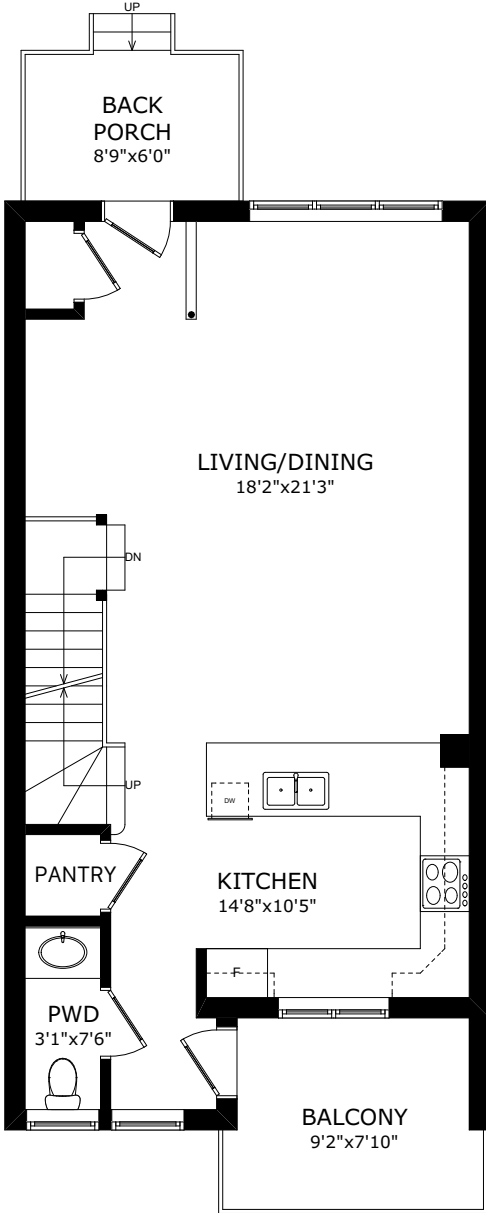 UP
BACK
PORCH
8'9"x6'0"
LIVING/DINING
18'2"x21'3"
DN
UP
DW
PANTRY
KITCHEN
14'8"x10'5"
F
PWD
3'1"x7'6"
BALCONY
9'2"x7'10"